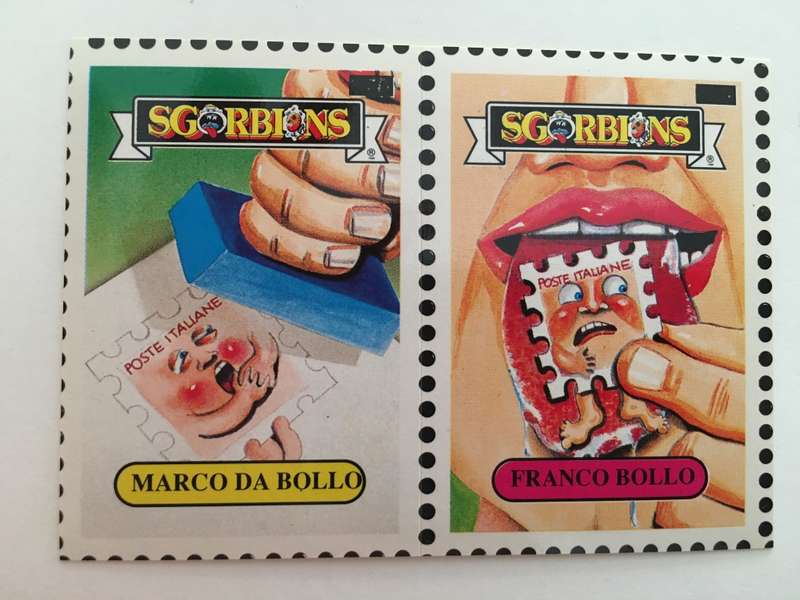 SGORBIONS
®
POSTE ITALIANE
MARCO DA BOLLO
SGORBIONS
®
POSTE ITALIANE
FRANCO BOLLO